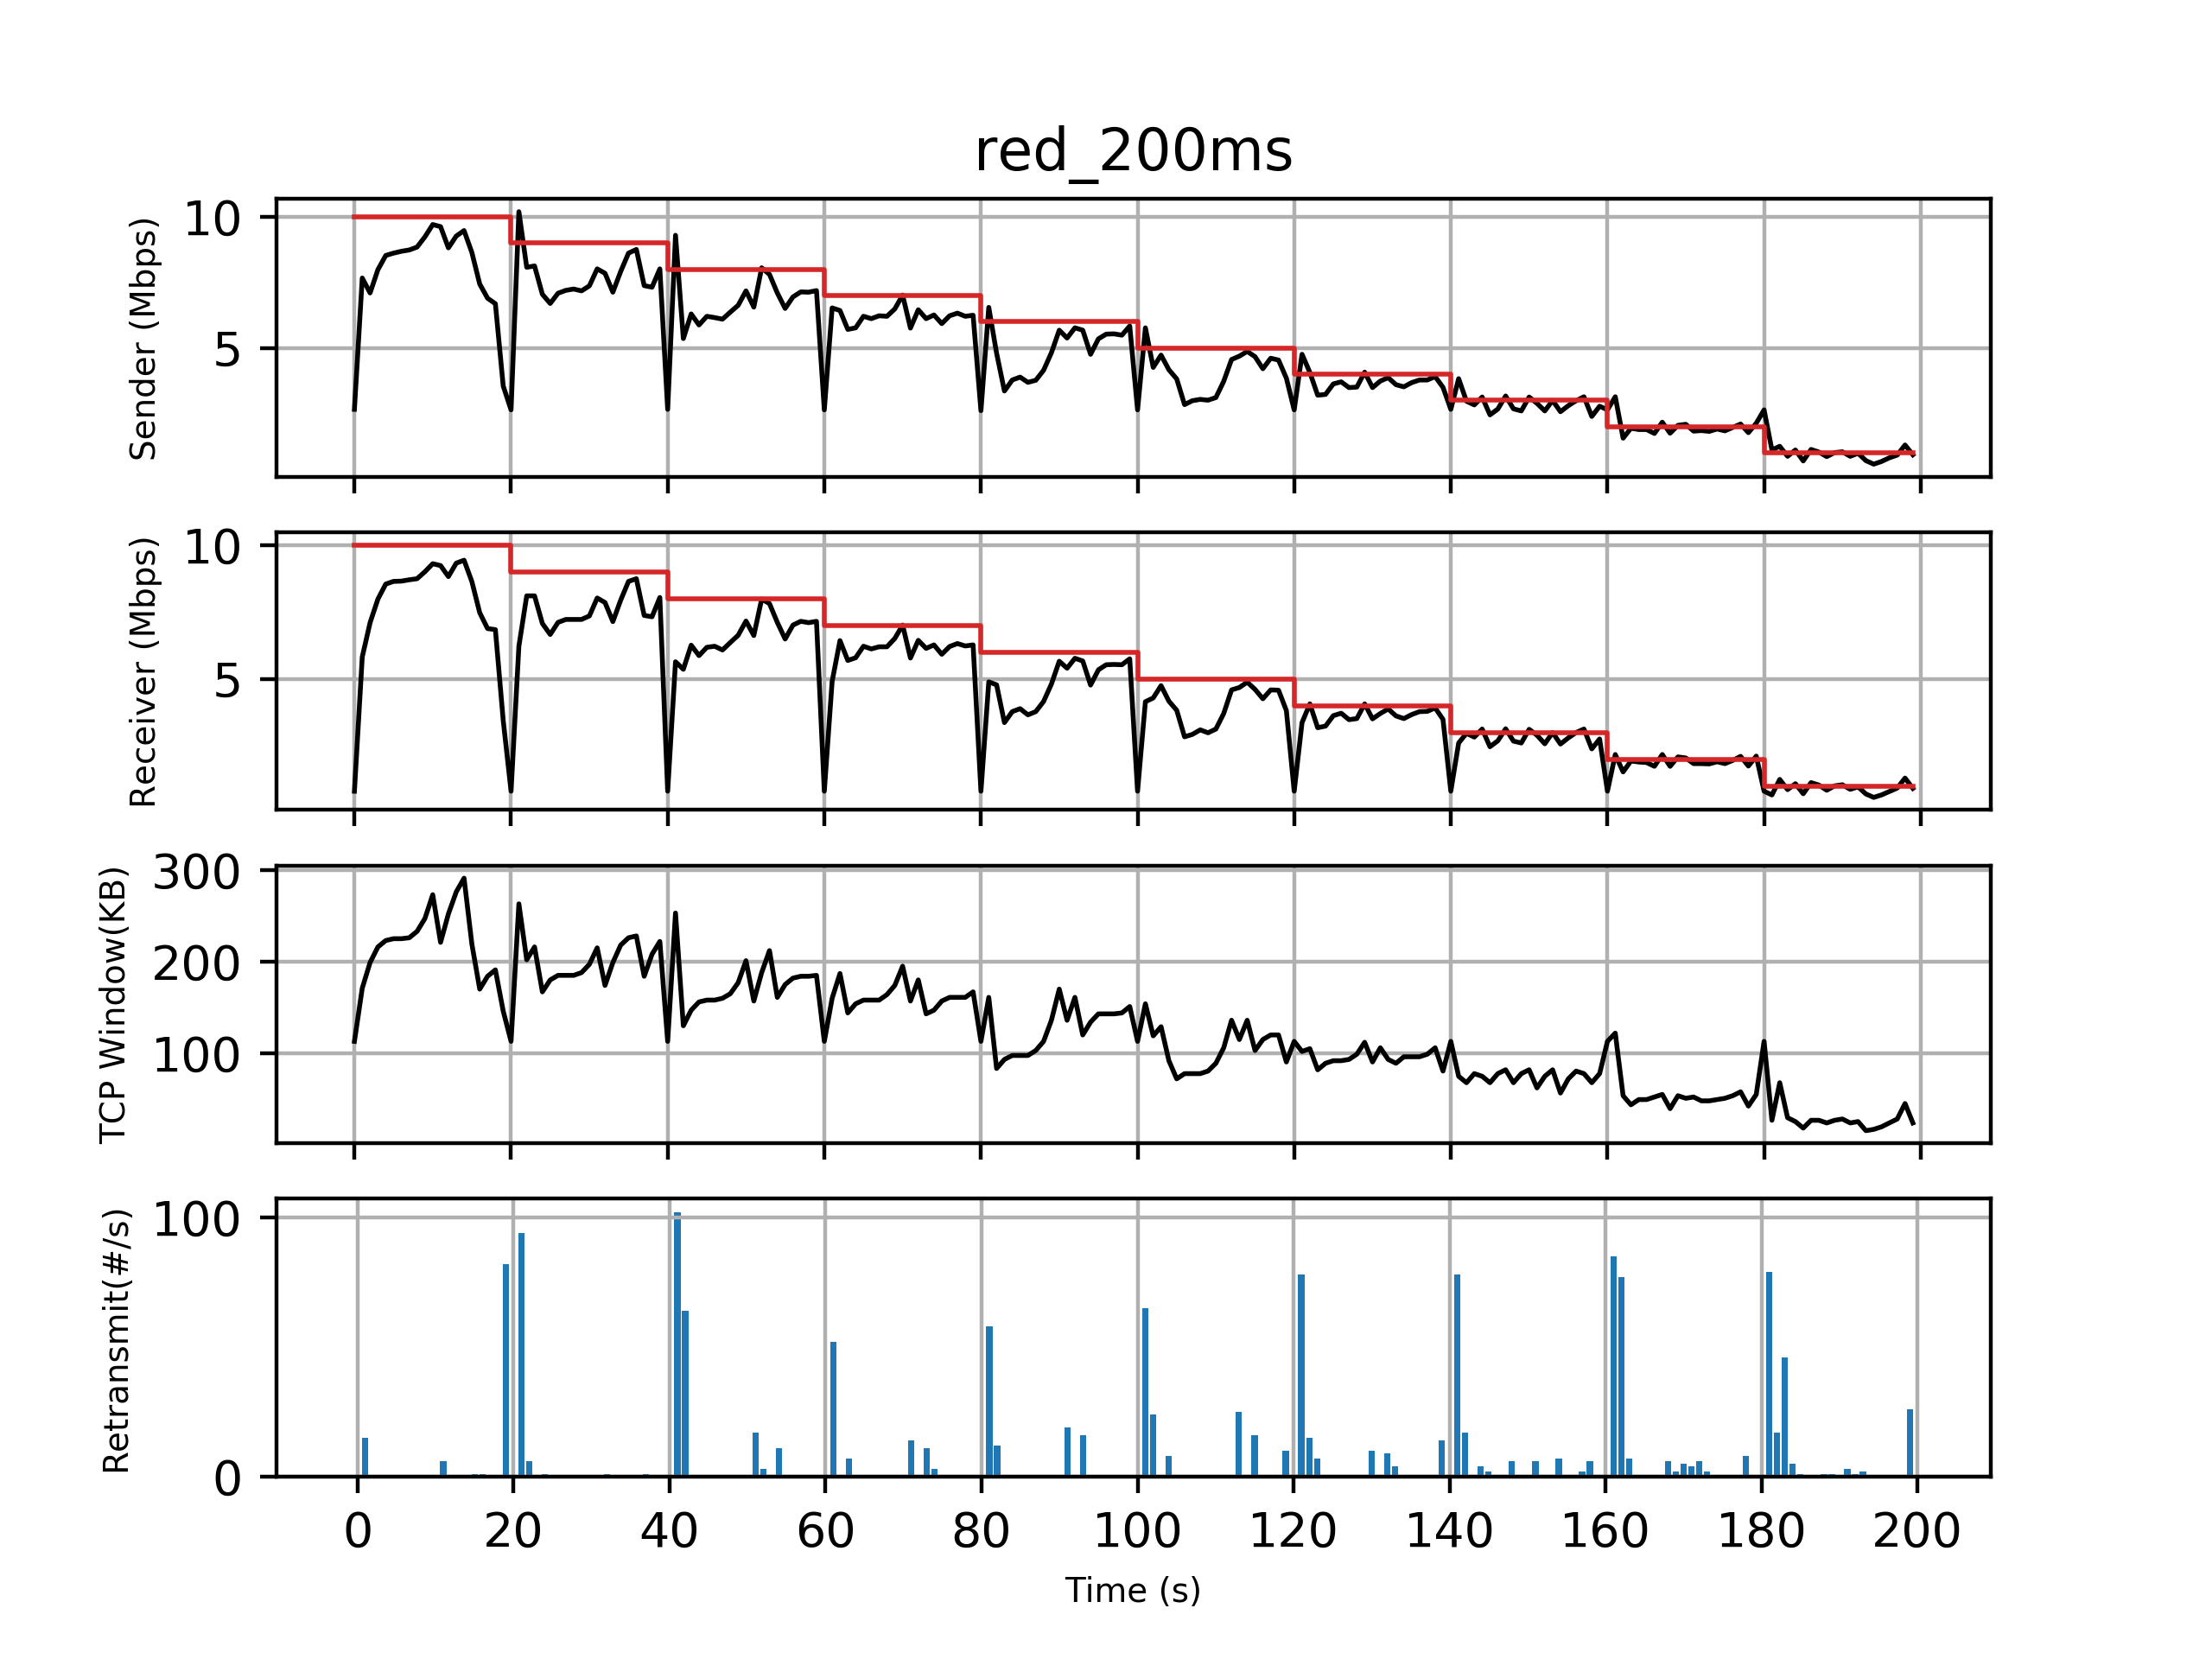 red_200ms
10
5
Sender (Mbps)
10
5
Receiver (Mbps)
300
200
100
TCP Window(KB)
100
0
Retransmit(#/s)
0 20 40 60 80 100 120 140 160 180 200
Time (s)